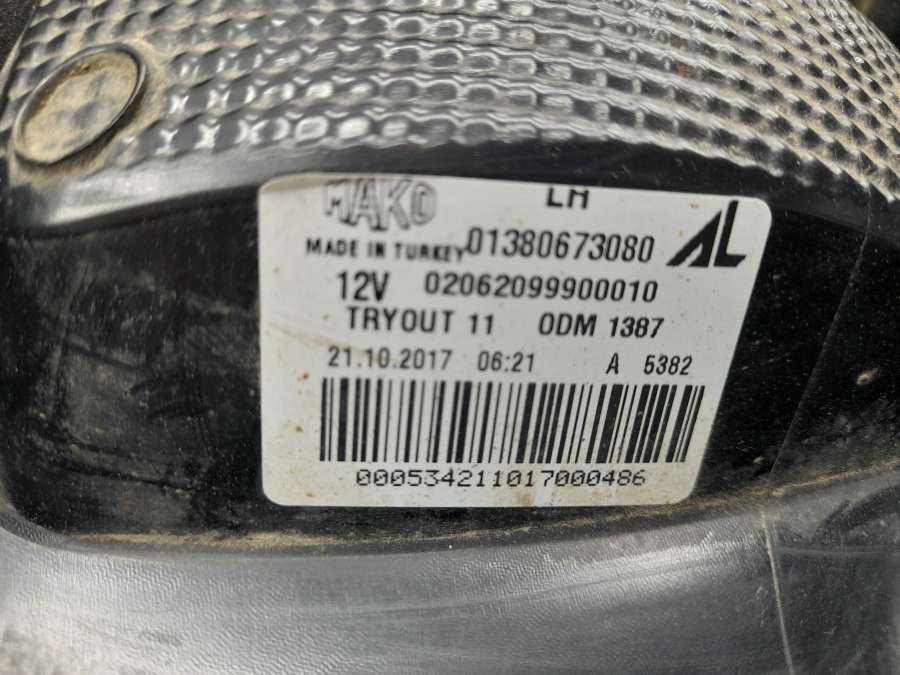 MAKO LH
MADE IN TURKEY 01380673080 AL
12V 02062099900010
TRYOUT 11 ODM 1387
21.10.2017 06:21 A 5382
000534211017000486